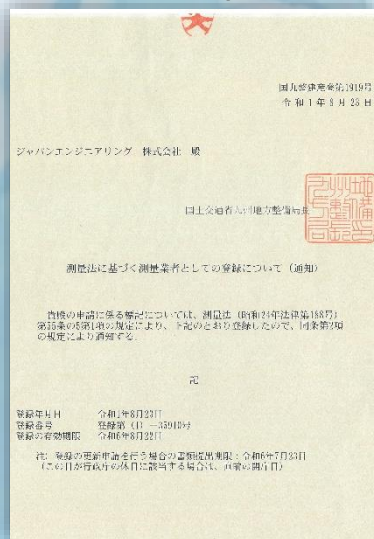 国九整建産登第1919号
令和1年8月23日
ジャパンエンジニアリング 株式会社 殿
国土交通省九州地方整備局長
測量法に基づく測量業者としての登録について(通知)
貴殿の申請に係る標記については、測量法(昭和24年法律第188号)
第55条の5第1項の規定により、下記のとおり登録したので、同条第2項
の規定により通知する。
記
登録年月日 令和1年8月23日
登録番号 登録第(1)-35910号
登録の有効期限 令和6年8月22日
注:登録の更新申請を行う場合の書類提出期限:令和6年7月23日
(この日が行政庁の休日に該当する場合は、直前の開庁日)